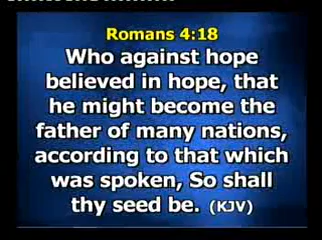 Romans 4:18
Who against hope
believed in hope, that
he might become the
father of many nations,
according to that which
was spoken, So shall
thy seed be. (KJV)